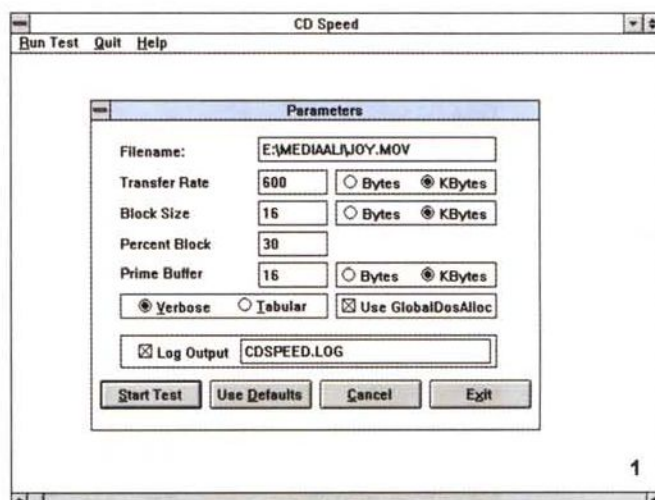 CD Speed
Run Test Quit Help
Parameters
Filename: E:\MEDIAALI\JOY.MOV
Transfer Rate 600 Bytes KBytes
Block Size 16 Bytes KBytes
Percent Block 30
Prime Buffer 16 Bytes KBytes
Verbose Tabular Use GlobalDosAlloc
Log Output CDSPEED.LOG
Start Test Use Defaults Cancel Exit
1